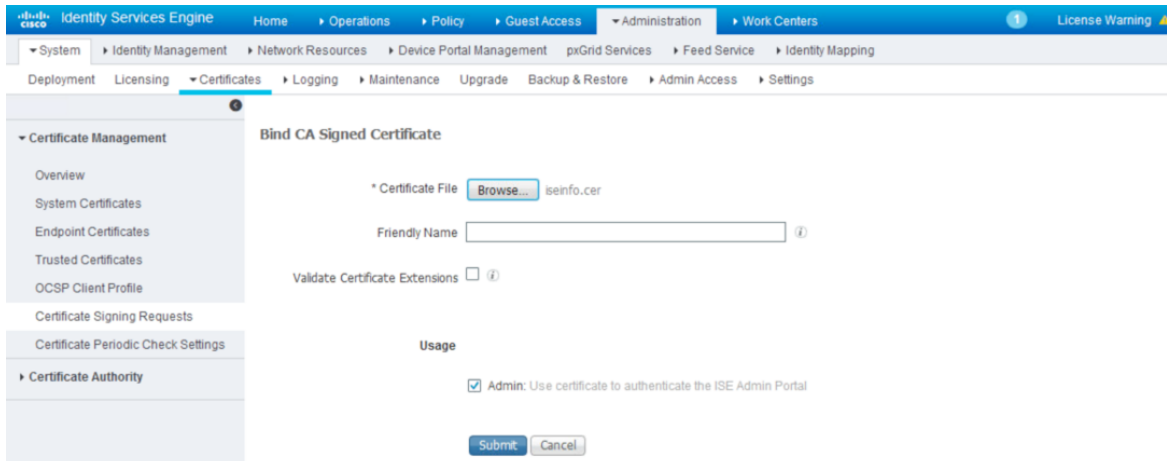 cisco Identity Services Engine Home Operations Policy Guest Access Administration Work Centers 1 License Warning
System Identity Management Network Resources Device Portal Management pxGrid Services Feed Service Identity Mapping
Deployment Licensing Certificates Logging Maintenance Upgrade Backup & Restore Admin Access Settings
Certificate Management
Overview
System Certificates
Endpoint Certificates
Trusted Certificates
OCSP Client Profile
Certificate Signing Requests
Certificate Periodic Check Settings
Certificate Authority
Bind CA Signed Certificate
* Certificate File Browse... iseinfo.cer
Friendly Name
Validate Certificate Extensions
Usage
Admin: Use certificate to authenticate the ISE Admin Portal
Submit Cancel